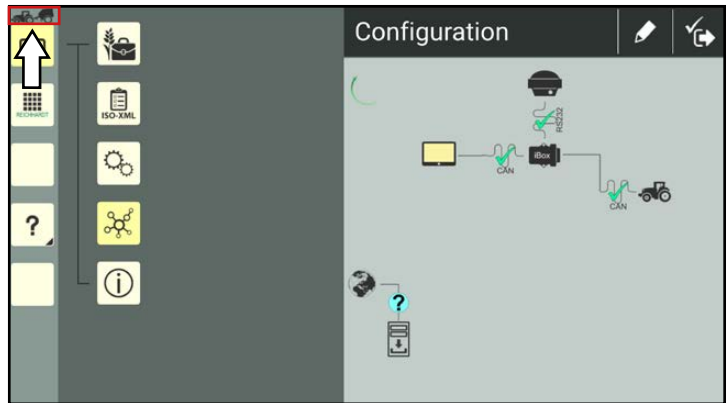 Configuration
REICHHARDT
ISO-XML
RS232
iBox
CAN
CAN
?
?